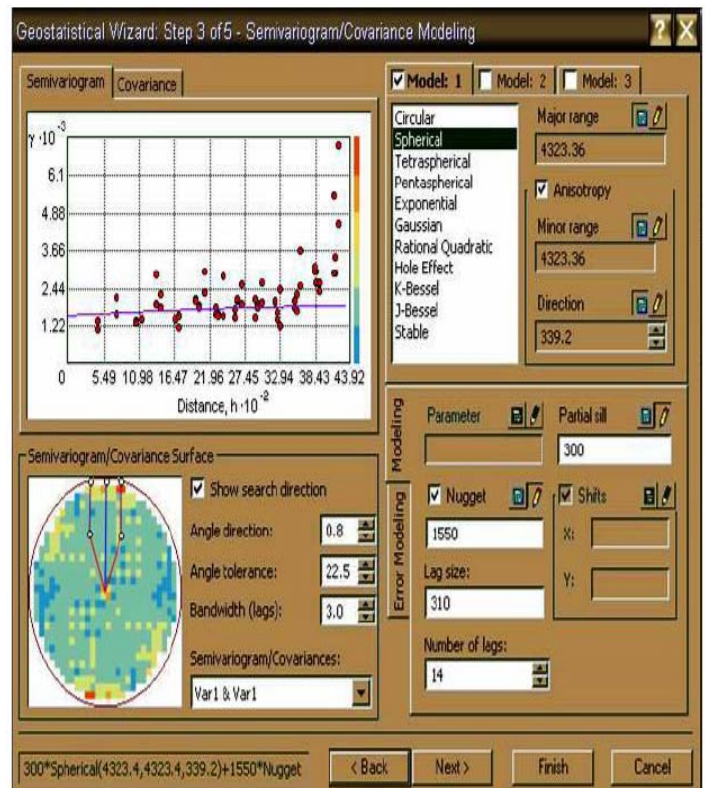 Geostatistical Wizard: Step 3 of 5 - Semivariogram/Covariance Modeling
? X
Semivariogram Covariance
γ·10 -3
6.1
4.88
3.66
2.44
1.22
0 5.49 10.98 16.47 21.96 27.45 32.94 38.43 43.92
Distance, h·10 -2
Semivariogram/Covariance Surface
Show search direction
Angle direction: 0.8
Angle tolerance: 22.5
Bandwidth (lags): 3.0
Semivariogram/Covariances:
Var1 & Var1
Model: 1 Model: 2 Model: 3
Circular
Spherical
Tetraspherical
Pentaspherical
Exponential
Gaussian
Rational Quadratic
Hole Effect
K-Bessel
J-Bessel
Stable
Major range
4323.36
Anisotropy
Minor range
4323.36
Direction
339.2
Modeling
Error Modeling
Parameter
Partial sill
300
Nugget
1550
Shifts
X:
Y:
Lag size:
310
Number of lags:
14
300*Spherical(4323.4,4323.4,339.2)+1550*Nugget
< Back Next > Finish Cancel